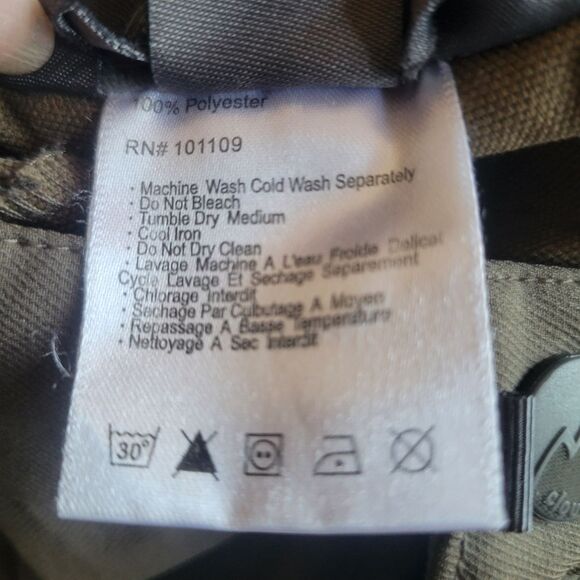 100% Polyester
RN# 101109
· Machine Wash Cold Wash Separately
· Do Not Bleach
· Tumble Dry Medium
· Cool Iron
· Do Not Dry Clean
· Lavage Machine A L'eau Froide Delicat
Cycle Lavage Et Sechage Separement
· Chlorage Interdit
· Sechage Par Culbutage A Moyen
· Repassage A Basse Temperature
· Nettoyage A Sec Interdit
30°